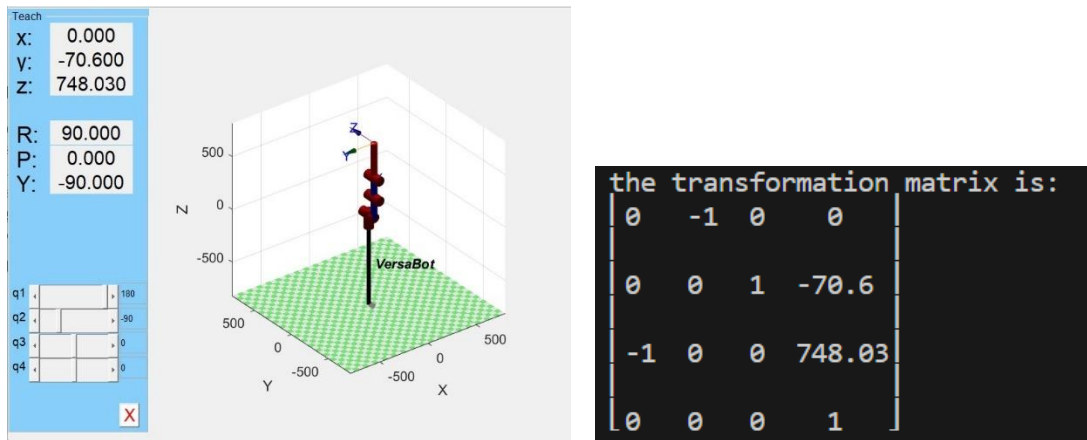 Teach
x: 0.000
y: -70.600
z: 748.030
R: 90.000
P: 0.000
Y: -90.000
q1 180
q2 -90
q3 0
q4 0
X
Z
Y
500
0
-500
Z
VersaBot
500
0
-500
Y
-500
0
500
X
the transformation matrix is:
0 -1 0 0
0 0 1 -70.6
-1 0 0 748.03
0 0 0 1